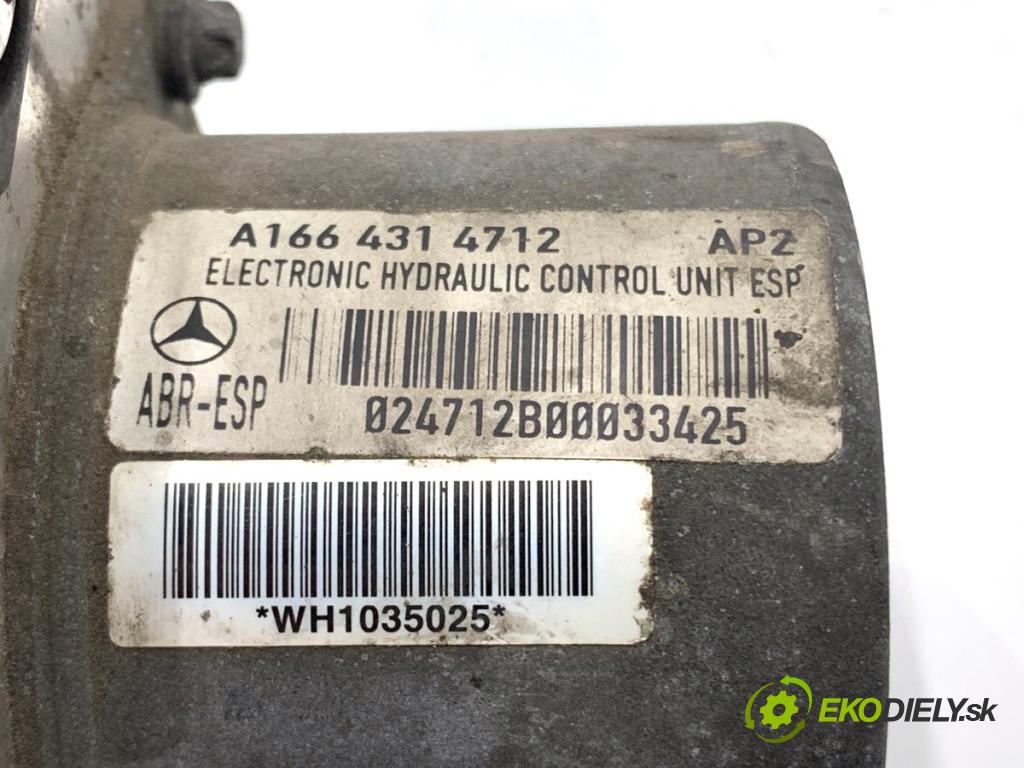 A166 431 4712 AP2
ELECTRONIC HYDRAULIC CONTROL UNIT ESP
ABR-ESP
024712B00033425
*WH1035025*
EKODIELY.sk